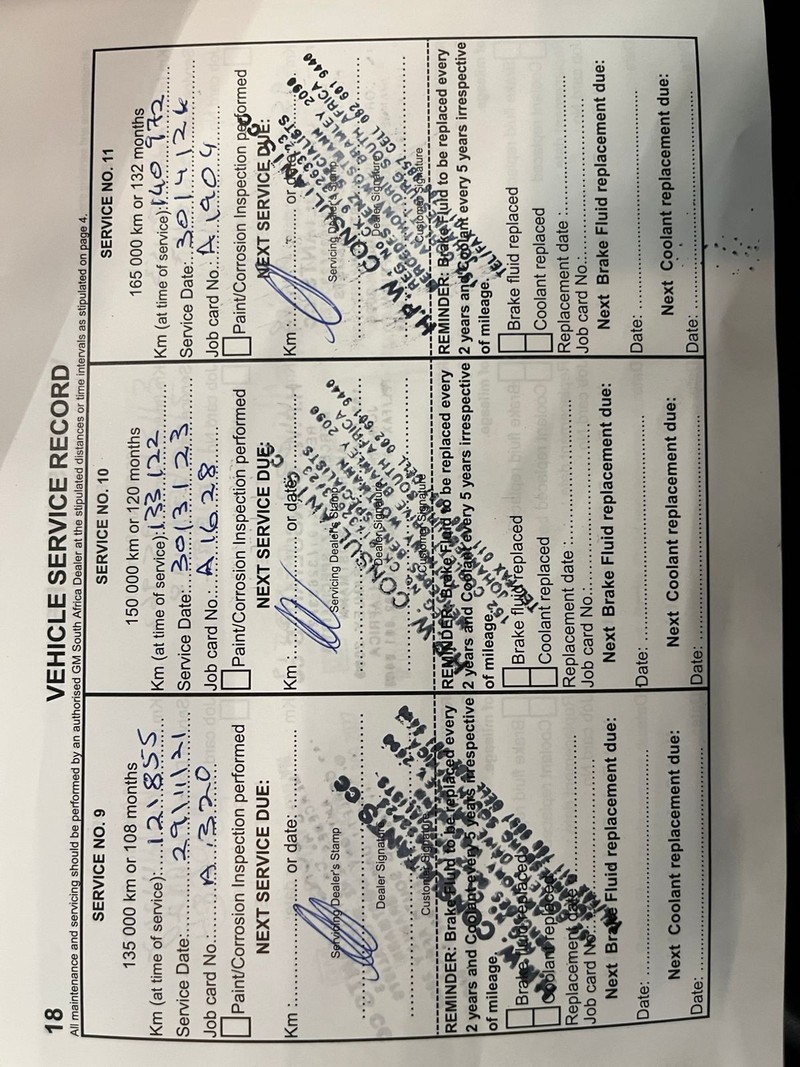 18
VEHICLE SERVICE RECORD
All maintenance and servicing should be performed by an authorised GM South Africa Dealer at the stipulated distances or time intervals as stipulated on page 4.
SERVICE NO. 9
135 000 km or 108 months
Km (at time of service): 121855
Service Date: 29/11/21
Job card No. A1320
Paint/Corrosion Inspection performed
NEXT SERVICE DUE:
Km : or date:
Servicing Dealer's Stamp
Dealer Signature
Customer Signature
REMINDER: Brake Fluid to be replaced every
2 years and Coolant every 5 years irrespective
of mileage.
Brake fluid replaced
Coolant replaced
Replacement date :
Job card No.:
Next Brake Fluid replacement due:
Date:
Next Coolant replacement due:
Date:
SERVICE NO. 10
150 000 km or 120 months
Km (at time of service): 133122
Service Date: 30/3/23
Job card No.: A1628
Paint/Corrosion Inspection performed
NEXT SERVICE DUE:
Km : or date:
Servicing Dealer's Stamp
Dealer Signature
Customer Signature
REMINDER: Brake Fluid to be replaced every
2 years and Coolant every 5 years irrespective
of mileage.
Brake fluid replaced
Coolant replaced
Replacement date :
Job card No.:
Next Brake Fluid replacement due:
Date:
Next Coolant replacement due:
Date:
SERVICE NO. 11
165 000 km or 132 months
Km (at time of service): 140 972
Service Date: 30/4/24
Job card No. A1904
Paint/Corrosion Inspection performed
NEXT SERVICE DUE:
Km : or date:
Servicing Dealer's Stamp
H.P.W. CONSULTANTS
SOUTH AFRICA
CELL 082 601 9440
Dealer Signature
Customer Signature
REMINDER: Brake Fluid to be replaced every
2 years and Coolant every 5 years irrespective
of mileage.
Brake fluid replaced
Coolant replaced
Replacement date :
Job card No.:
Next Brake Fluid replacement due:
Date:
Next Coolant replacement due:
Date: